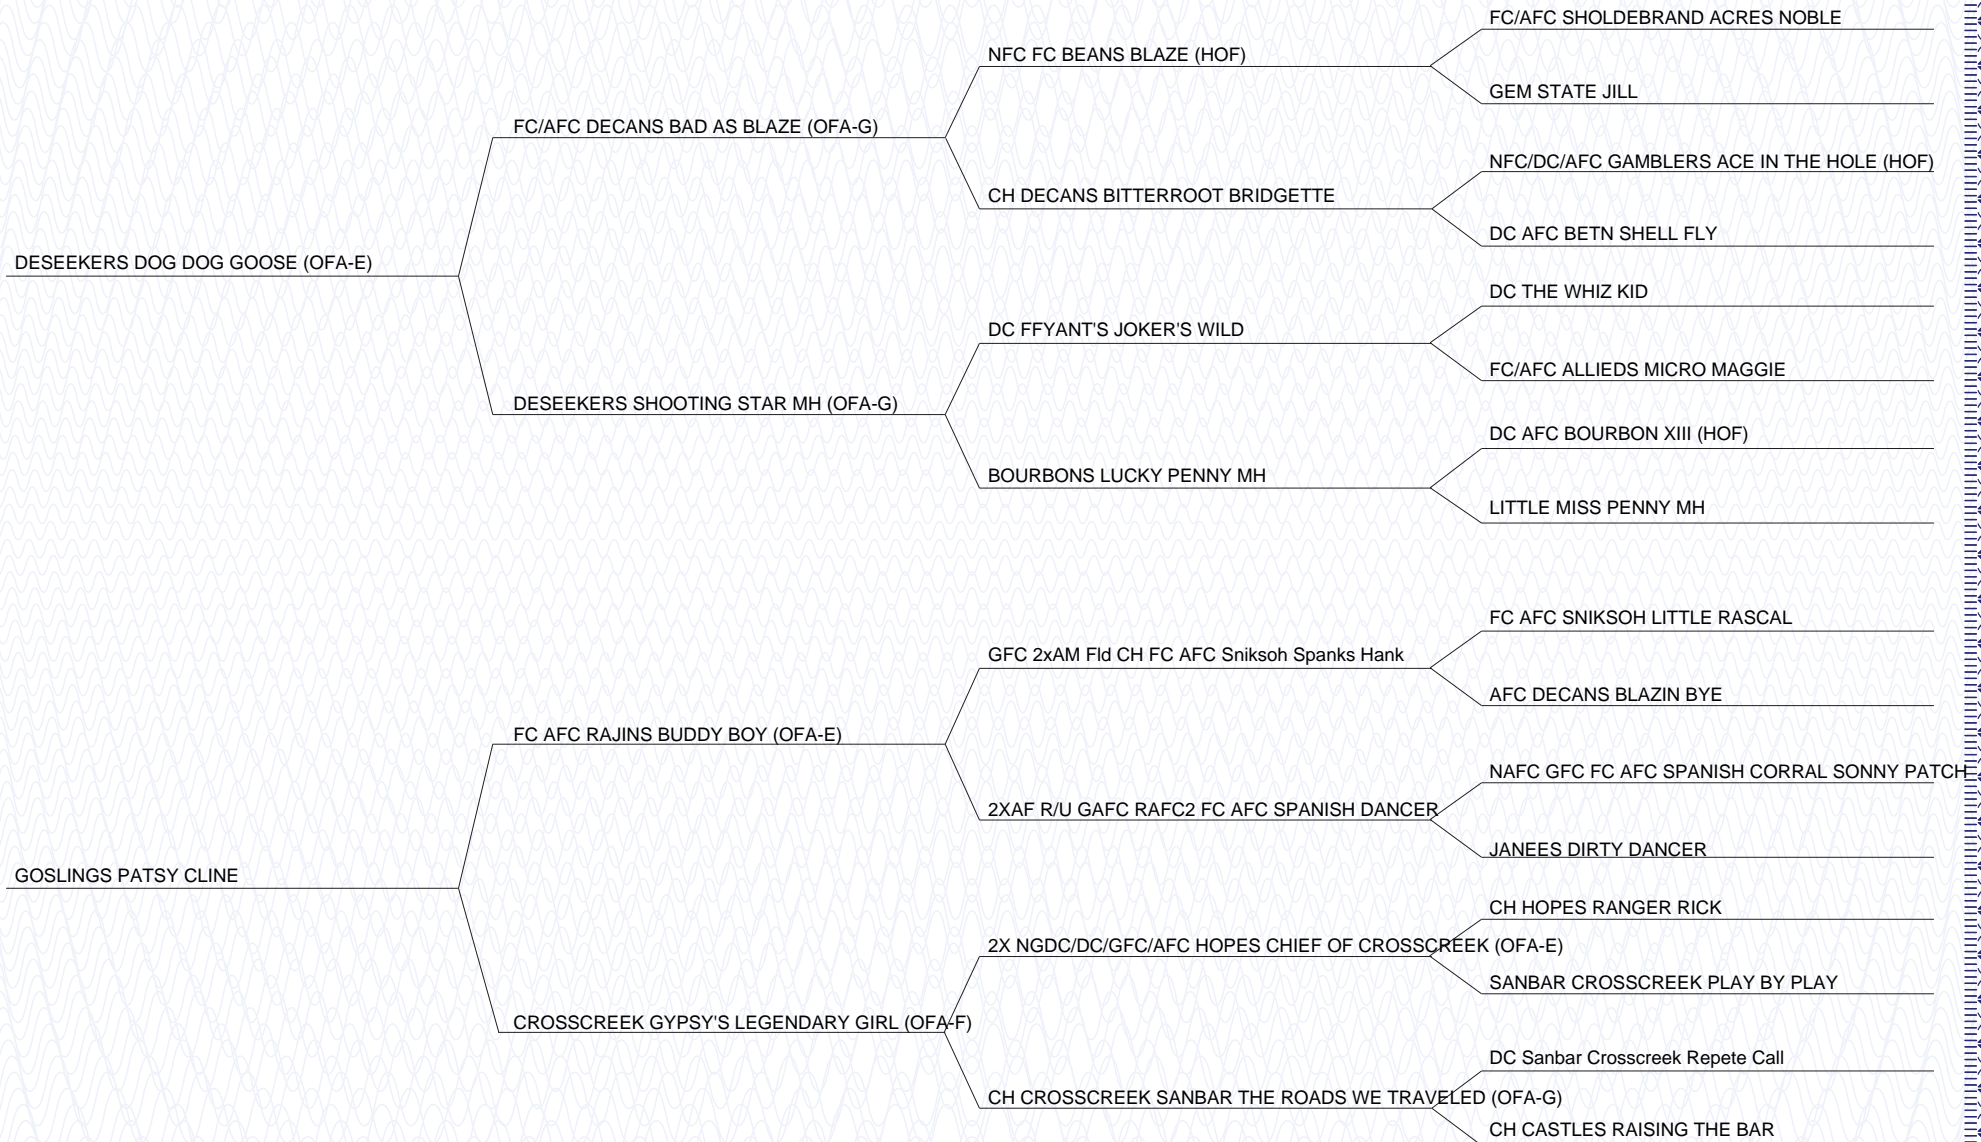 FC/AFC SHOLDEBRAND ACRES NOBLE
NFC FC BEANS BLAZE (HOF)
GEM STATE JILL
FC/AFC DECANS BAD AS BLAZE (OFA-G)
NFC/DC/AFC GAMBLERS ACE IN THE HOLE (HOF)
CH DECANS BITTERROOT BRIDGETTE
DC AFC BETN SHELL FLY
DESEEKERS DOG DOG GOOSE (OFA-E)
DC THE WHIZ KID
DC FFYANT'S JOKER'S WILD
FC/AFC ALLIEDS MICRO MAGGIE
DESEEKERS SHOOTING STAR MH (OFA-G)
DC AFC BOURBON XIII (HOF)
BOURBONS LUCKY PENNY MH
LITTLE MISS PENNY MH
FC AFC SNIKSOH LITTLE RASCAL
GFC 2xAM Fld CH FC AFC Sniksoh Spanks Hank
AFC DECANS BLAZIN BYE
FC AFC RAJINS BUDDY BOY (OFA-E)
NAFC GFC FC AFC SPANISH CORRAL SONNY PATCH
2XAF R/U GAFC RAFC2 FC AFC SPANISH DANCER
JANEES DIRTY DANCER
GOSLINGS PATSY CLINE
CH HOPES RANGER RICK
2X NGDC/DC/GFC/AFC HOPES CHIEF OF CROSSCREEK (OFA-E)
SANBAR CROSSCREEK PLAY BY PLAY
CROSSCREEK GYPSY'S LEGENDARY GIRL (OFA-F)
DC Sanbar Crosscreek Repete Call
CH CROSSCREEK SANBAR THE ROADS WE TRAVELED (OFA-G)
CH CASTLES RAISING THE BAR